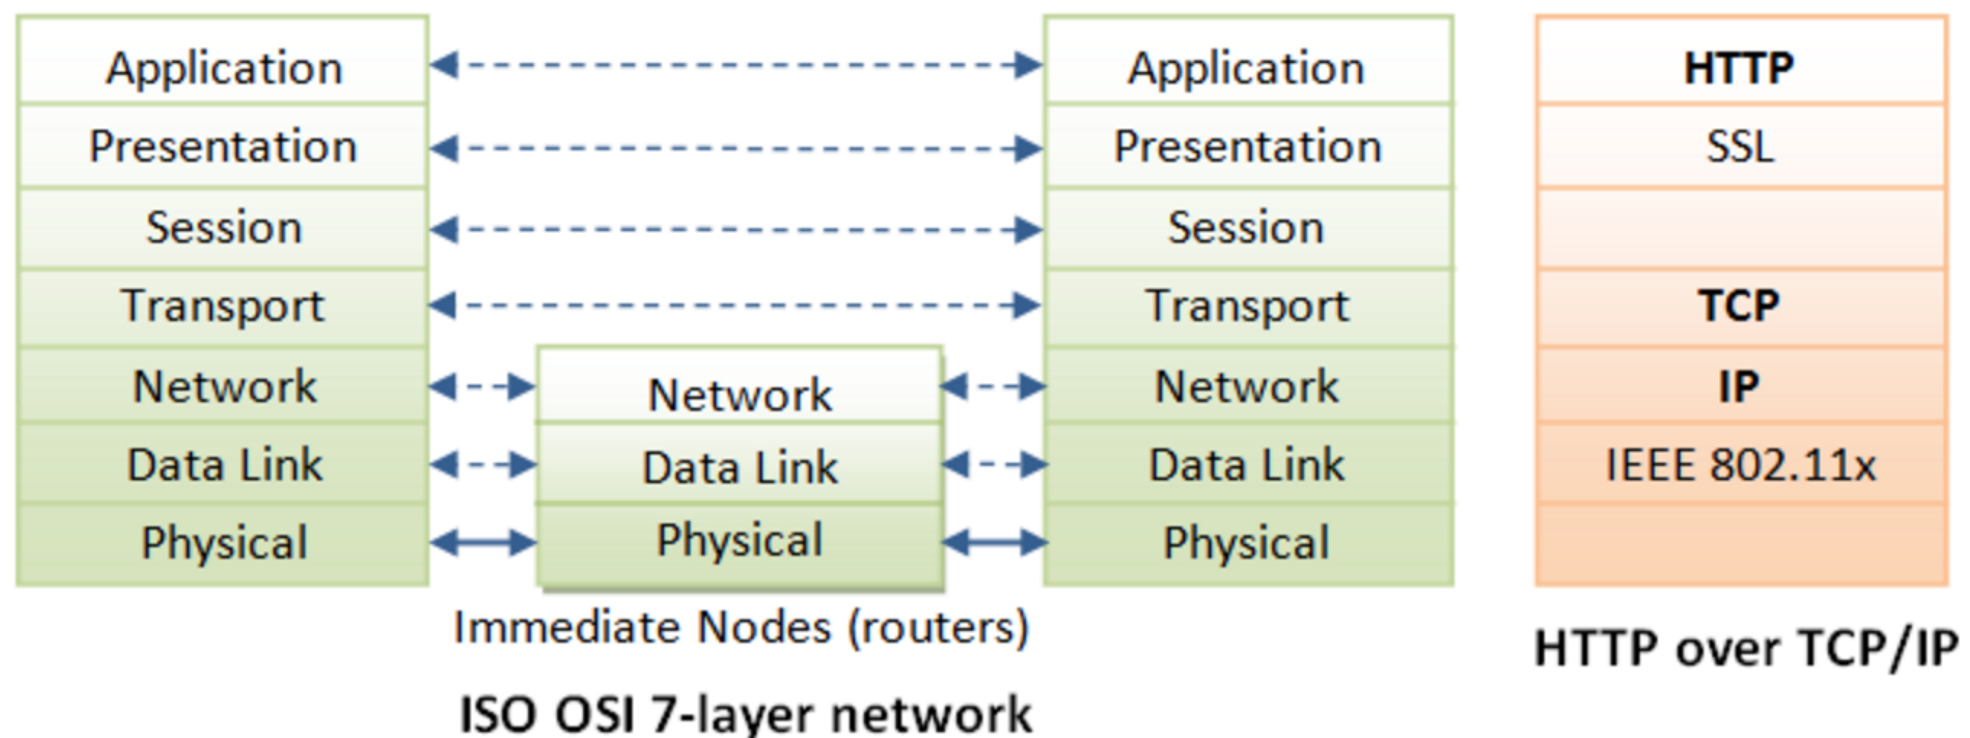 Application
Presentation
Session
Transport
Network
Data Link
Physical
Network
Data Link
Physical
Immediate Nodes (routers)
Application
Presentation
Session
Transport
Network
Data Link
Physical
ISO OSI 7-layer network
HTTP
SSL
TCP
IP
IEEE 802.11x
HTTP over TCP/IP